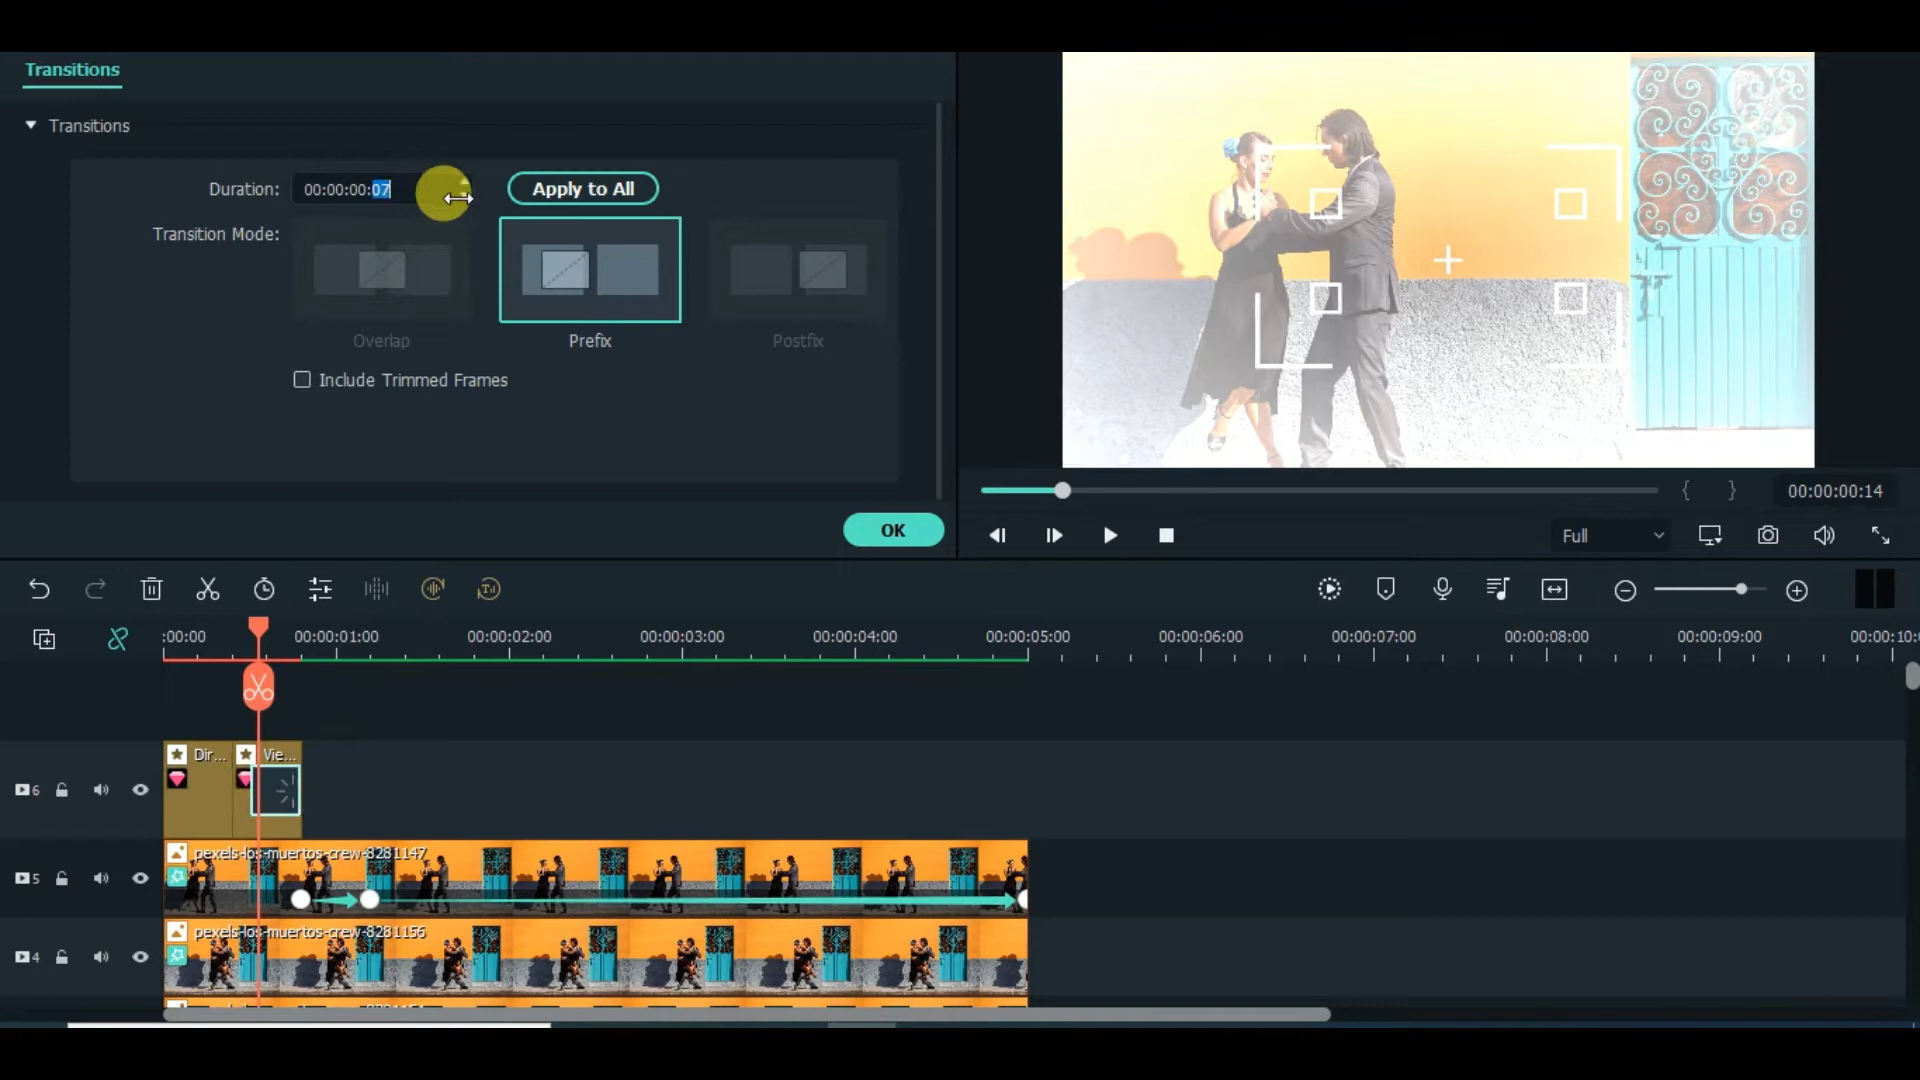 Transitions
Transitions
Duration: 00:00:00:07 Apply to All
Transition Mode:
Overlap Prefix Postfix
Include Trimmed Frames
OK
00:00:00:14
Full
:00:00 00:00:01:00 00:00:02:00 00:00:03:00 00:00:04:00 00:00:05:00 00:00:06:00 00:00:07:00 00:00:08:00 00:00:09:00 00:00:10:0
Dir... Vie...
6
pexels-los-muertos-crew-8281147
5
pexels-los-muertos-crew-8281156
4